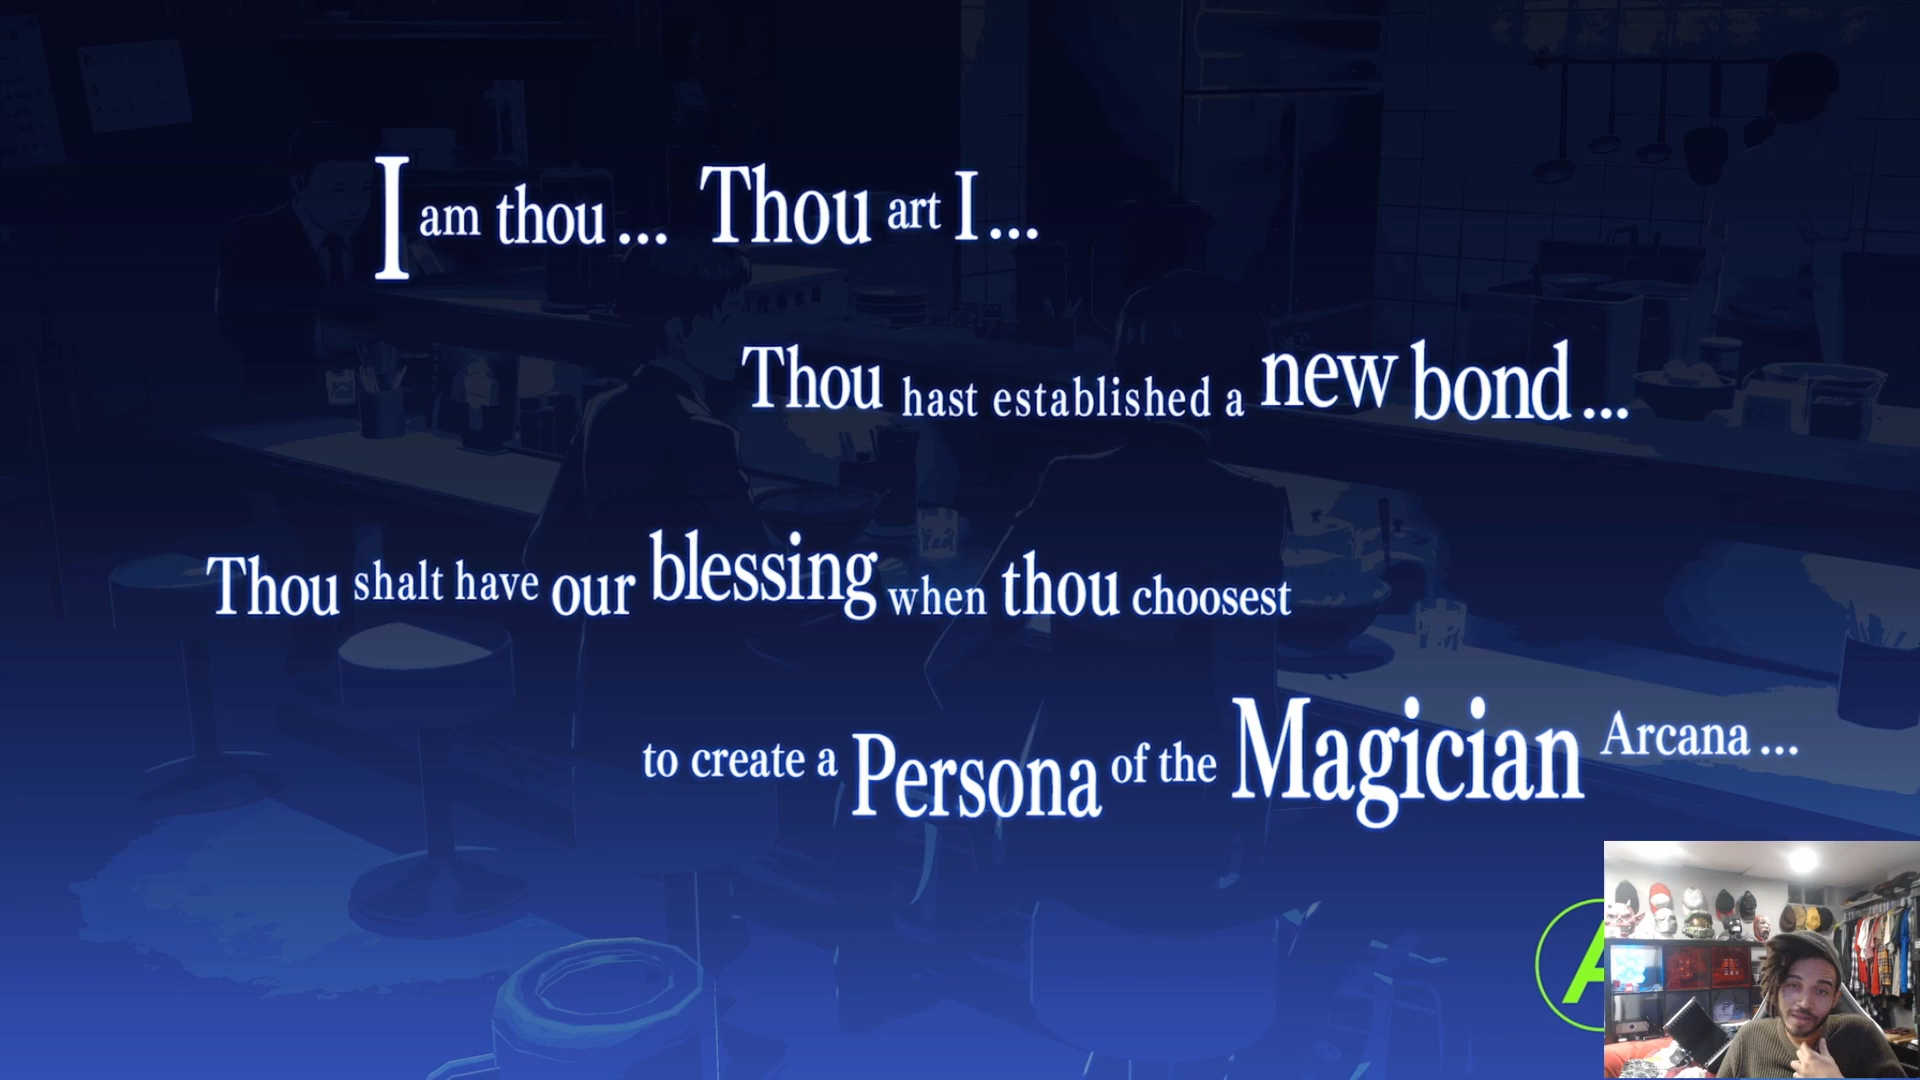 I am thou... Thou art I...
Thou hast established a new bond...
Thou shalt have our blessing when thou choosest
to create a Persona of the Magician Arcana...
A